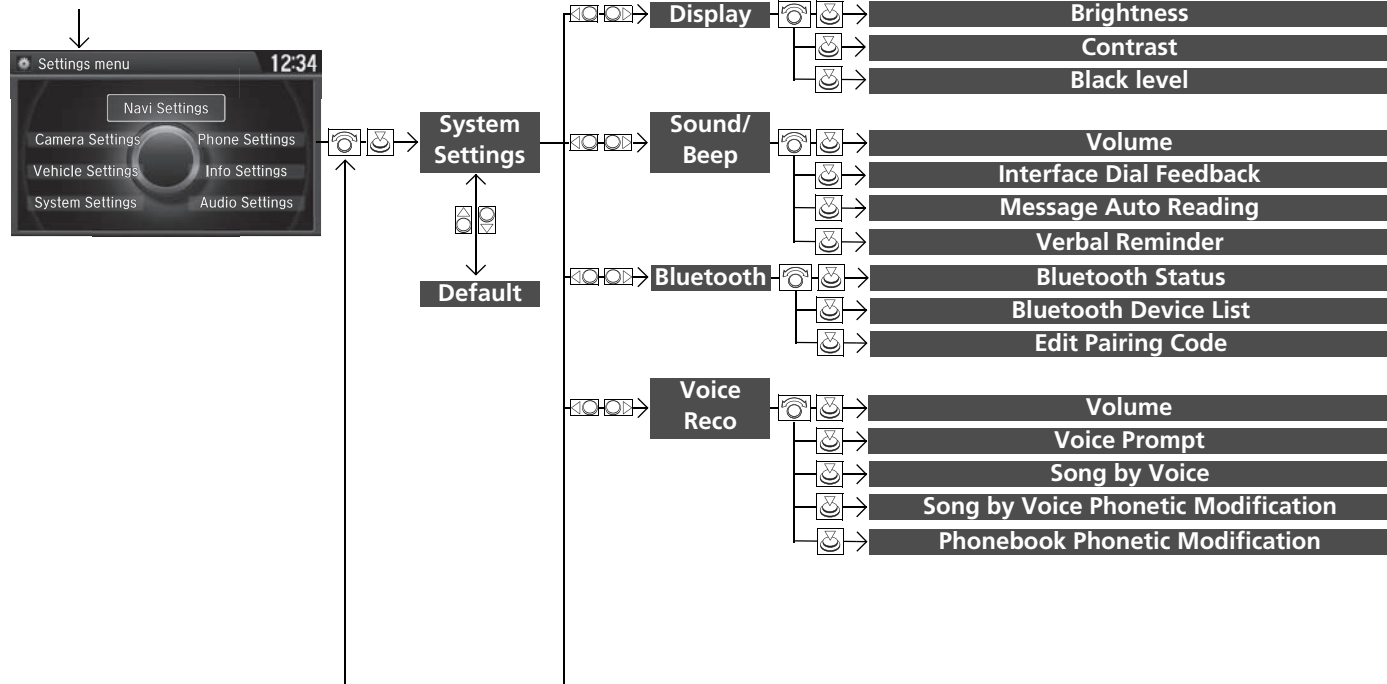 Settings menu 12:34
Navi Settings
Camera Settings Phone Settings
Vehicle Settings Info Settings
System Settings Audio Settings
System
Settings
Default
Display
Brightness
Contrast
Black level
Sound/
Beep
Volume
Interface Dial Feedback
Message Auto Reading
Verbal Reminder
Bluetooth
Bluetooth Status
Bluetooth Device List
Edit Pairing Code
Voice
Reco
Volume
Voice Prompt
Song by Voice
Song by Voice Phonetic Modification
Phonebook Phonetic Modification